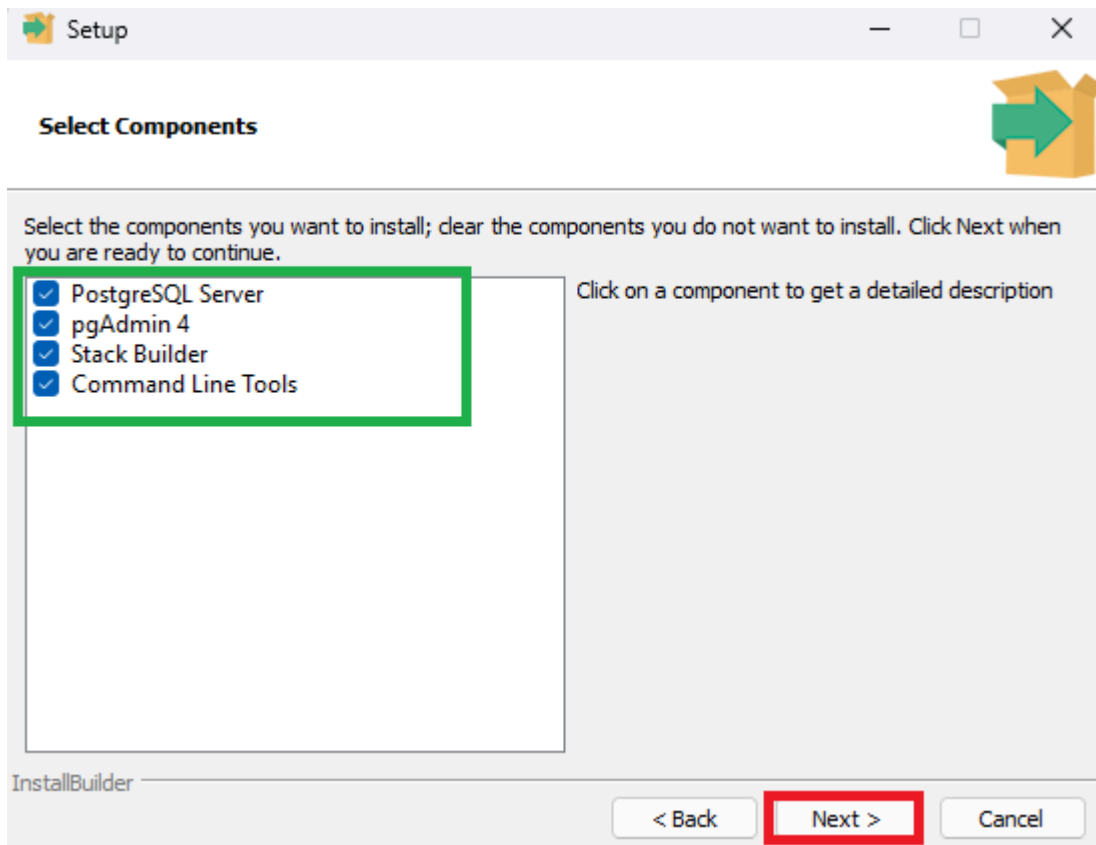 Setup
Select Components
Select the components you want to install; clear the components you do not want to install. Click Next when
you are ready to continue.
PostgreSQL Server
pgAdmin 4
Stack Builder
Command Line Tools
Click on a component to get a detailed description
InstallBuilder
< Back
Next >
Cancel